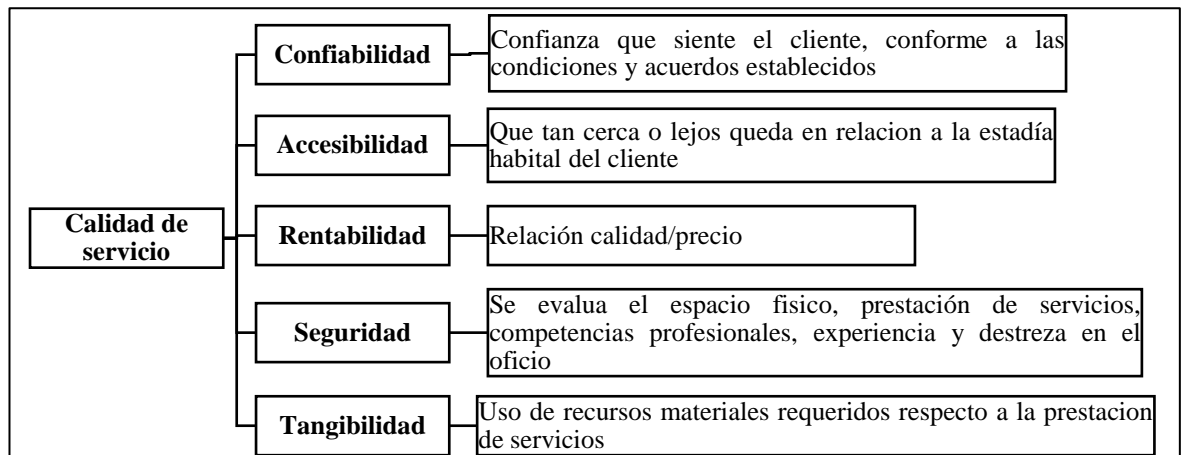 Calidad de
servicio
Confiabilidad
Confianza que siente el cliente, conforme a las
condiciones y acuerdos establecidos
Accesibilidad
Que tan cerca o lejos queda en relacion a la estadía
habital del cliente
Rentabilidad
Relación calidad/precio
Seguridad
Se evalua el espacio fisico, prestación de servicios,
competencias profesionales, experiencia y destreza en el
oficio
Tangibilidad
Uso de recursos materiales requeridos respecto a la prestacion
de servicios